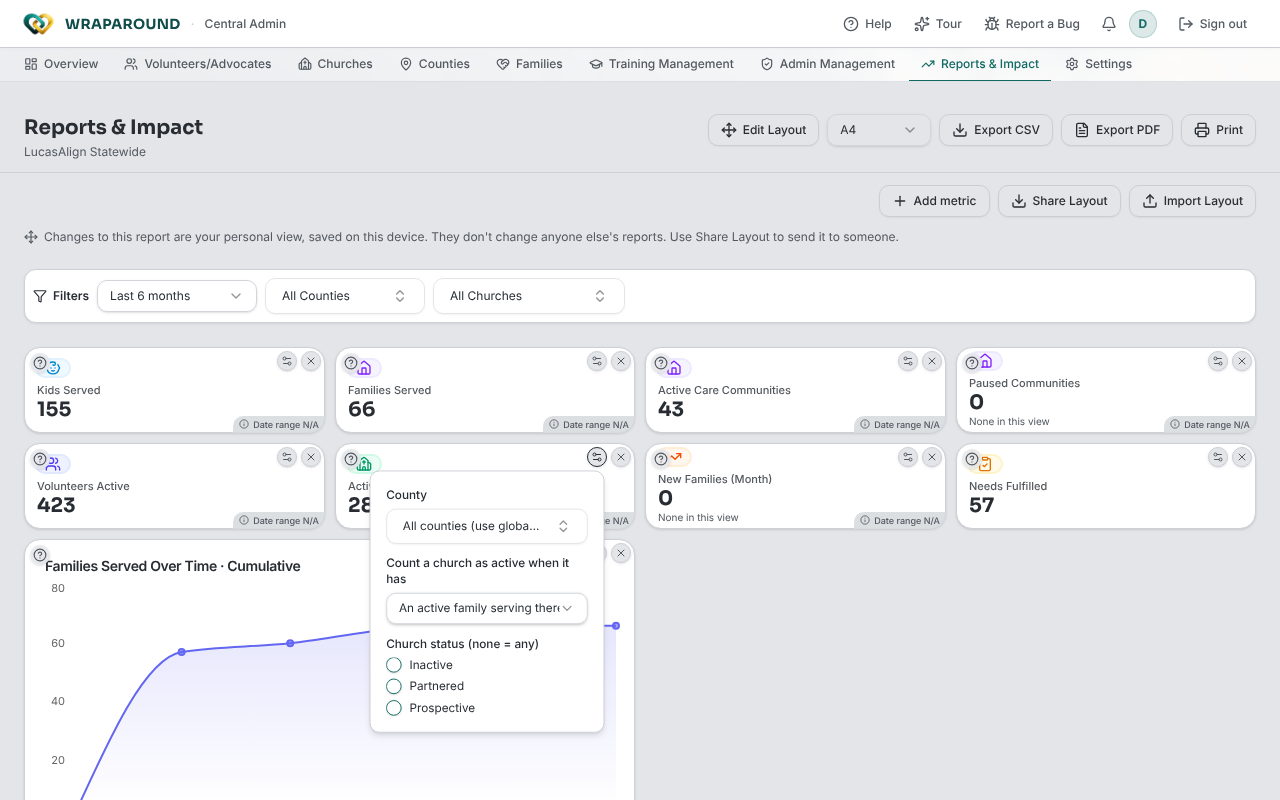 WRAPAROUND · Central Admin
Help
Tour
Report a Bug
D
Sign out
Overview
Volunteers/Advocates
Churches
Counties
Families
Training Management
Admin Management
Reports & Impact
Settings
Reports & Impact
LucasAlign Statewide
Edit Layout
A4
Export CSV
Export PDF
Print
Add metric
Share Layout
Import Layout
Changes to this report are your personal view, saved on this device. They don't change anyone else's reports. Use Share Layout to send it to someone.
Filters
Last 6 months
All Counties
All Churches
Kids Served
155
Date range N/A
Families Served
66
Date range N/A
Active Care Communities
43
Date range N/A
Paused Communities
0
None in this view
Date range N/A
Volunteers Active
423
Date range N/A
New Families (Month)
0
None in this view
Date range N/A
Needs Fulfilled
57
County
All counties (use globa...
Count a church as active when it
has
An active family serving there
Church status (none = any)
Inactive
Partnered
Prospective
Families Served Over Time · Cumulative
80
60
40
20